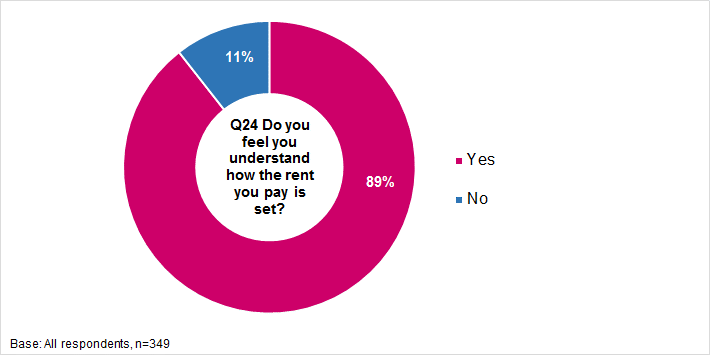 11%
Q24 Do you
feel you
understand
how the rent
you pay is
set?
89%
Yes
No
Base: All respondents, n=349